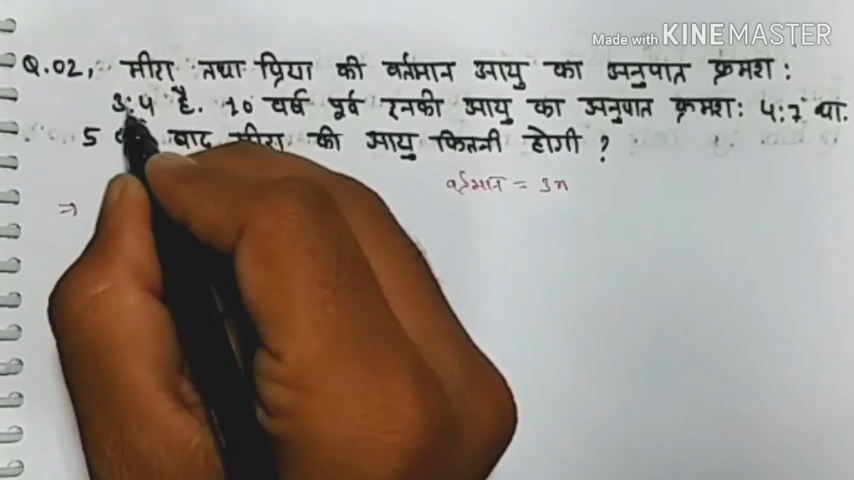 Made with KINEMASTER
Q.02, मीरा तथा प्रिया की वर्तमान आयु का अनुपात क्रमश:
3:4 है. 10 वर्ष पूर्व इनकी आयु का अनुपात क्रमश: 4:7 था.
5 बाद मीरा की आयु कितनी होगी ?
वर्तमान = 3x
⇒